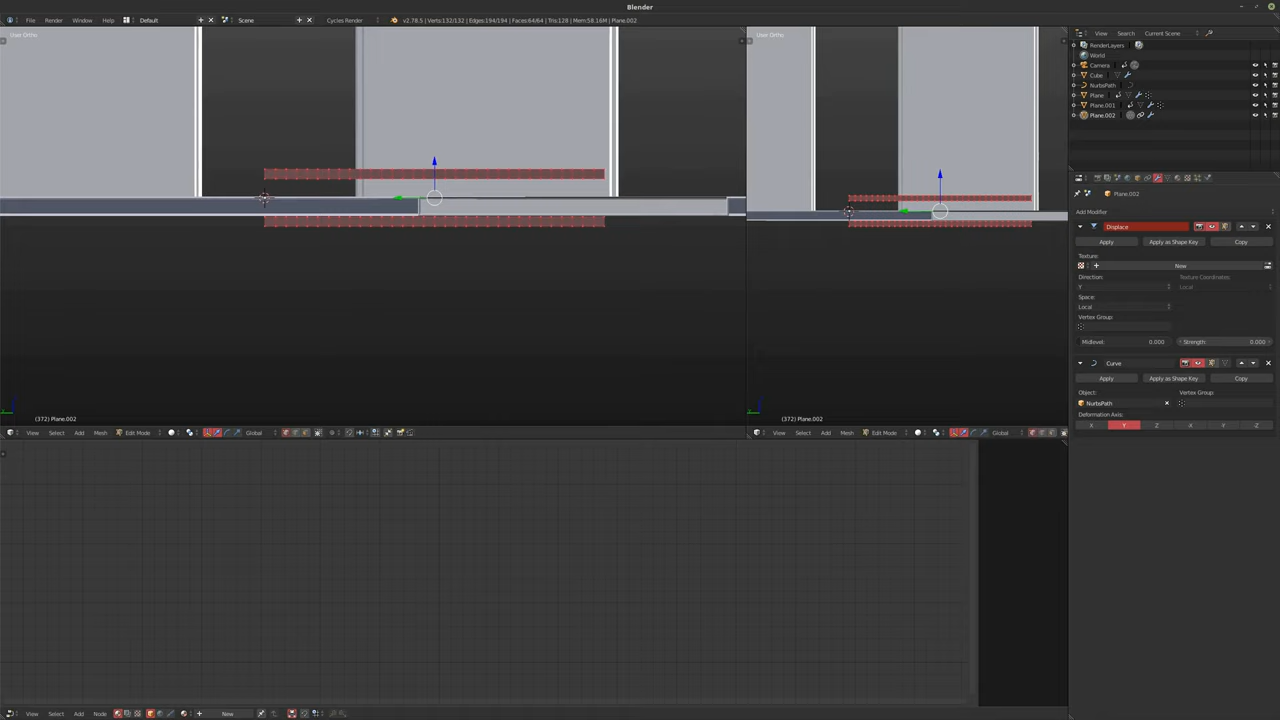 Blender
File Render Window Help Default Scene Cycles Render v2.78.5 | Verts:132/132 | Edges:194/194 | Faces:64/64 | Tris:128 | Mem:58.16M | Plane.002
User Ortho
User Ortho
View Search Current Scene
RenderLayers
World
Camera
Cube
NurbsPath
Plane
Plane.001
Plane.002
Plane.002
Add Modifier
Displace
Apply Apply as Shape Key Copy
Texture:
New
Direction: Texture Coordinates:
Y Local
Space:
Local
Vertex Group:
Midlevel: 0.000 Strength: 0.000
Curve
Apply Apply as Shape Key Copy
Object: Vertex Group:
NurbsPath
Deformation Axis:
X Y Z -X -Y -Z
(372) Plane.002
(372) Plane.002
View Select Add Mesh Edit Mode Global
View Select Add Mesh Edit Mode Global
View Select Add Node New